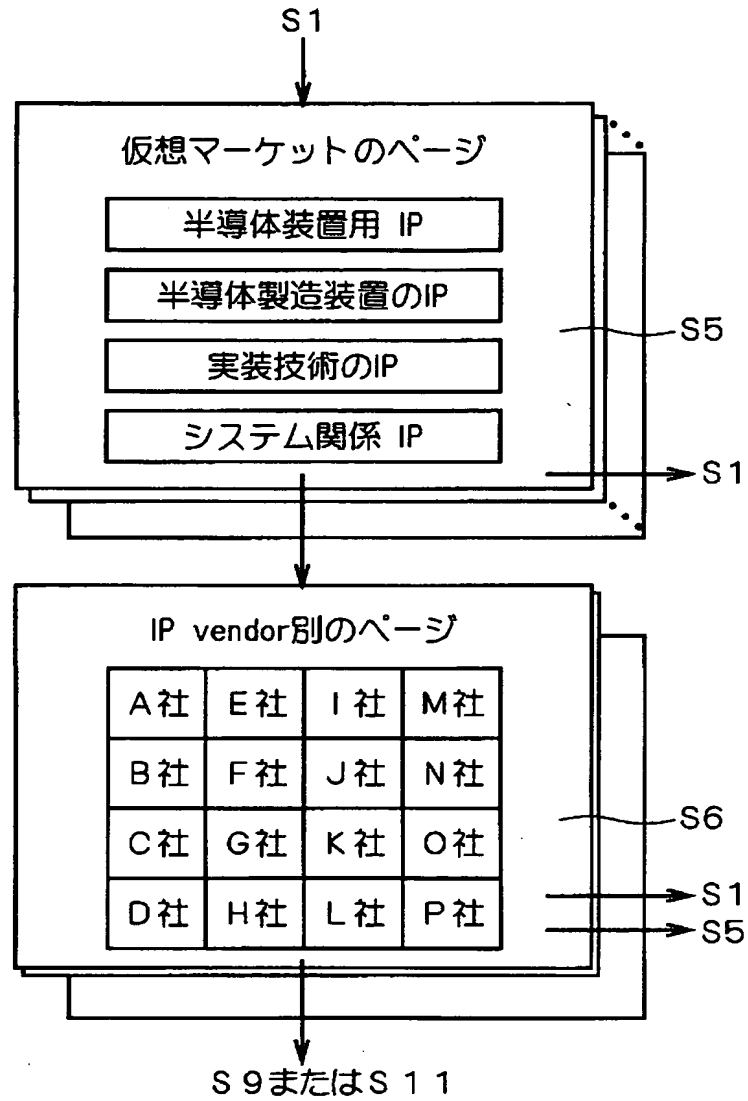 S1
仮想マーケットのページ
半導体装置用 IP
半導体製造装置のIP
実装技術のIP
システム関係 IP
S5
S1
IP vendor別のページ
A社 E社 I社 M社
B社 F社 J社 N社
C社 G社 K社 O社
D社 H社 L社 P社
S6
S1
S5
S9またはS11